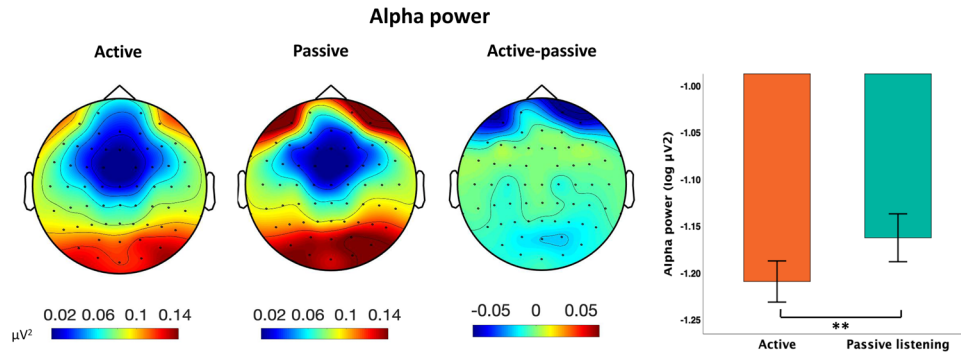 Alpha power
Active
Passive
Active-passive
0.02 0.06 0.1 0.14
0.02 0.06 0.1 0.14
-0.05 0 0.05
μV²
Alpha power (log μV2)
-1.00
-1.05
-1.10
-1.15
-1.20
-1.25
**
Active
Passive listening